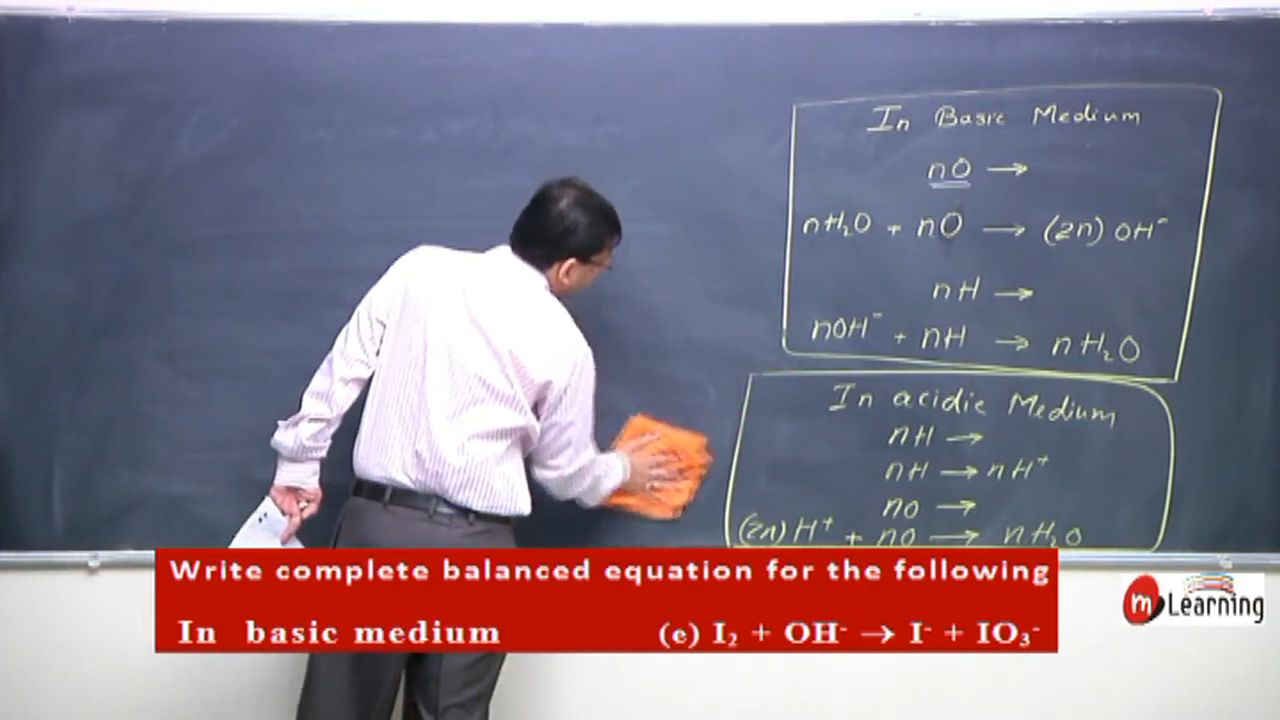 In Basic Medium
nO →
nH₂O + nO → (2n) OH⁻
nH →
nOH⁻ + nH → nH₂O
In acidic Medium
nH →
nH → nH⁺
nO →
(2n) H⁺ + nO → nH₂O
Write complete balanced equation for the following
In basic medium (e) I₂ + OH⁻ → I⁻ + IO₃⁻
m Learning